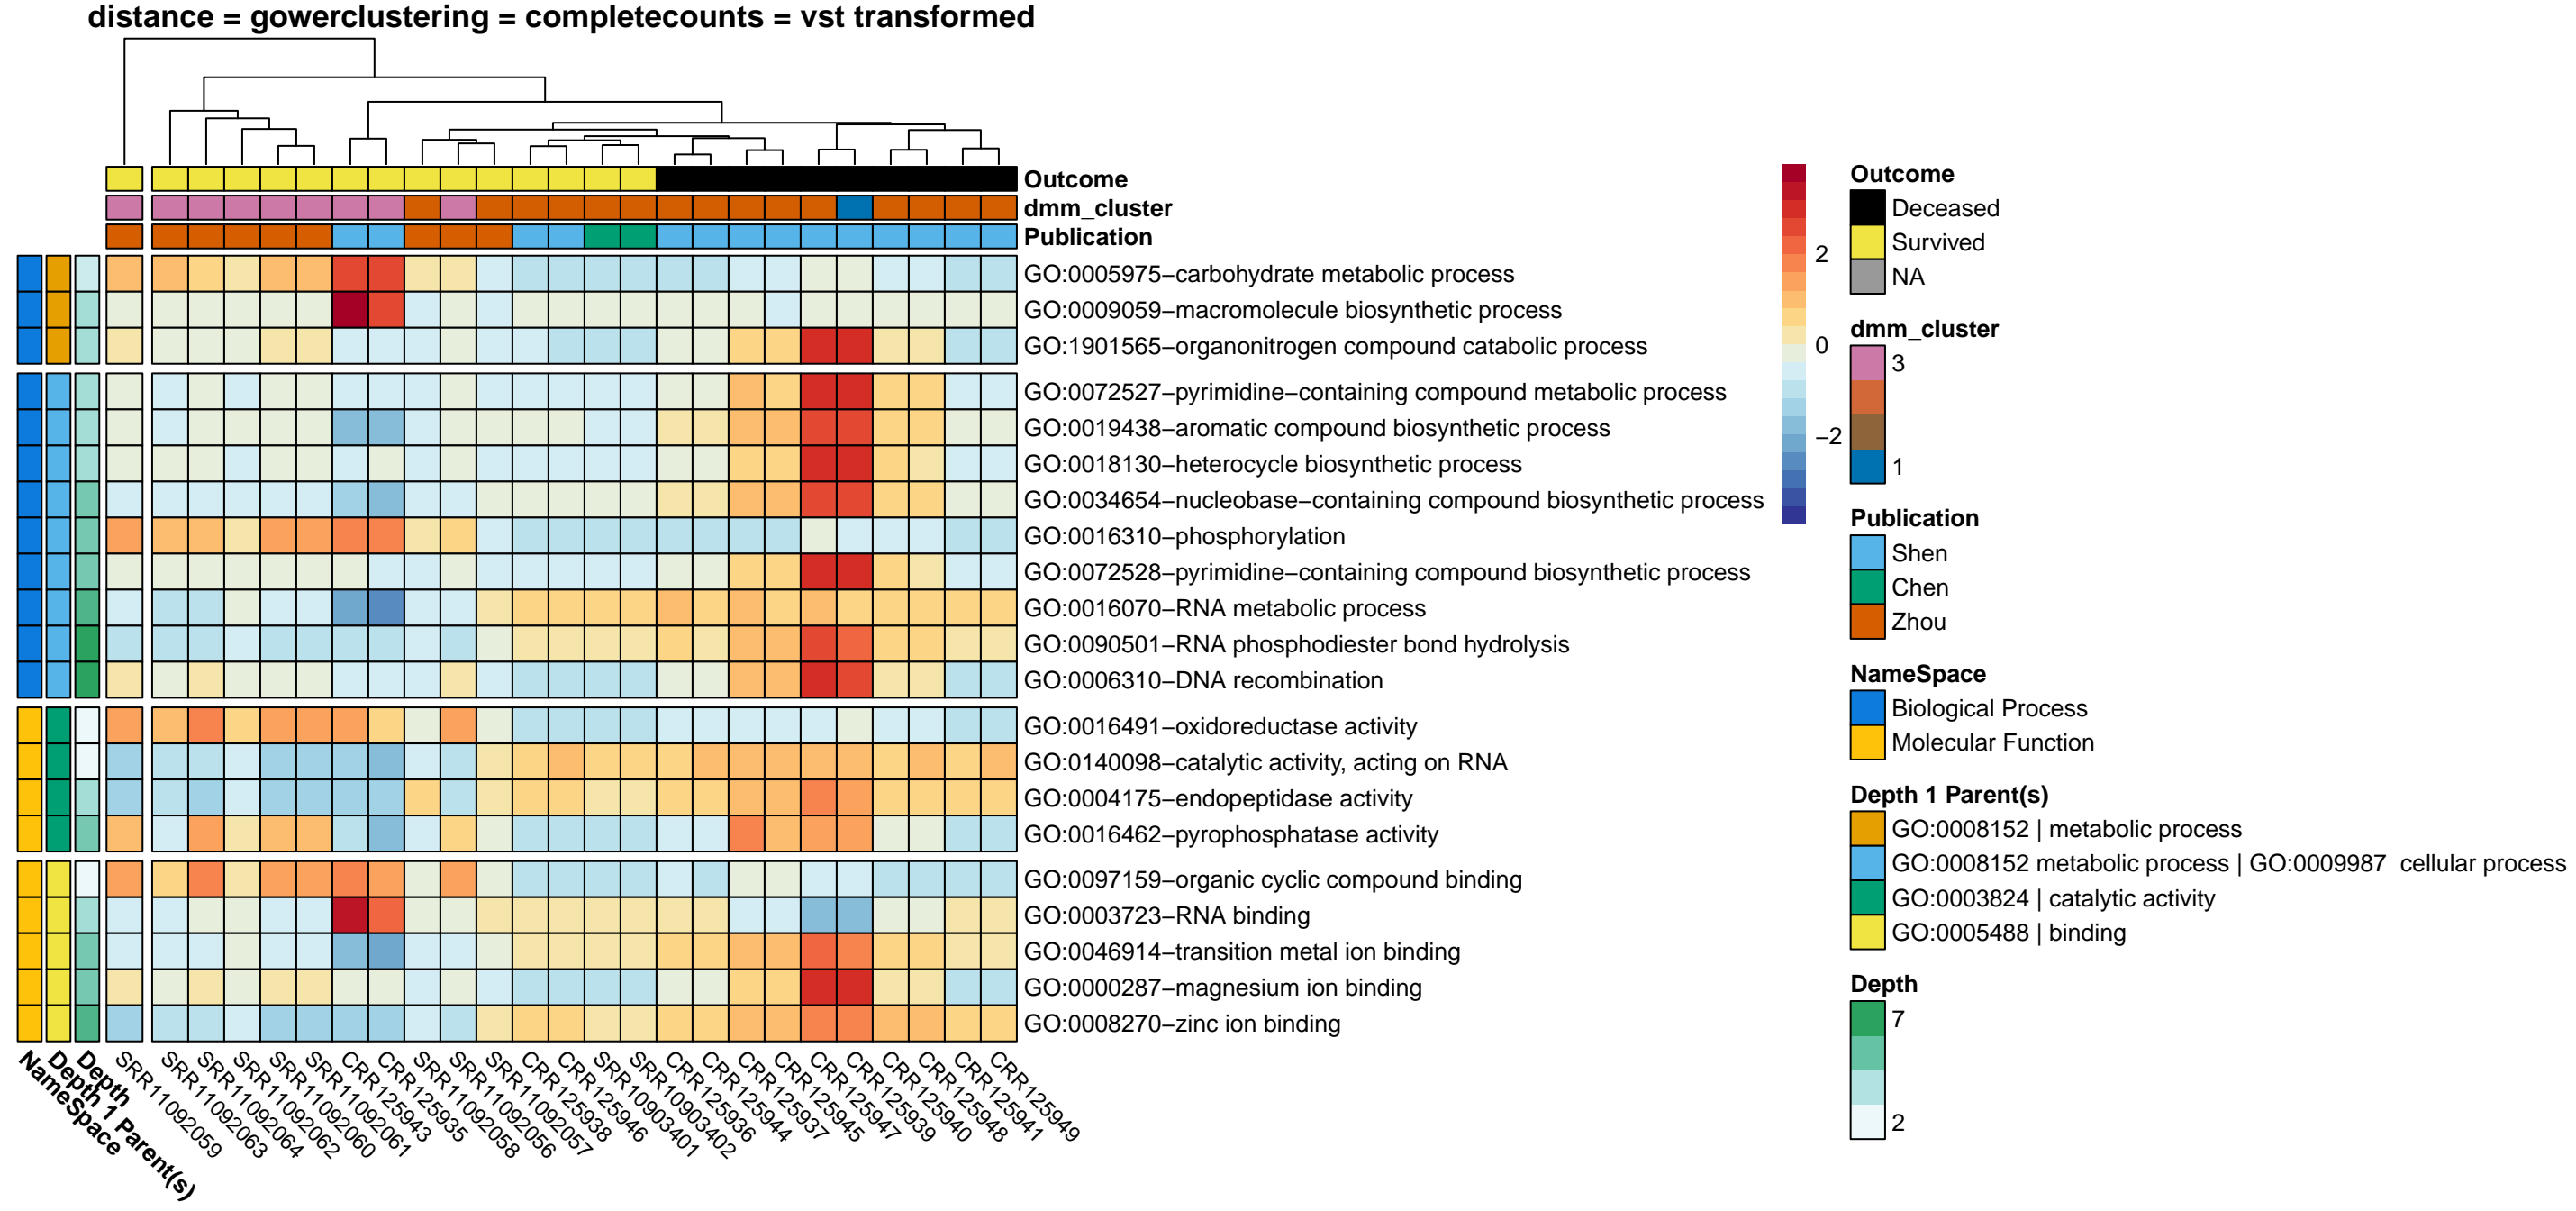 distance = gowerclustering = completecounts = vst transformed
Outcome
dmm_cluster
Publication
GO:0005975−carbohydrate metabolic process
GO:0009059−macromolecule biosynthetic process
GO:1901565−organonitrogen compound catabolic process
GO:0072527−pyrimidine−containing compound metabolic process
GO:0019438−aromatic compound biosynthetic process
GO:0018130−heterocycle biosynthetic process
GO:0034654−nucleobase−containing compound biosynthetic process
GO:0016310−phosphorylation
GO:0072528−pyrimidine−containing compound biosynthetic process
GO:0016070−RNA metabolic process
GO:0090501−RNA phosphodiester bond hydrolysis
GO:0006310−DNA recombination
GO:0016491−oxidoreductase activity
GO:0140098−catalytic activity, acting on RNA
GO:0004175−endopeptidase activity
GO:0016462−pyrophosphatase activity
GO:0097159−organic cyclic compound binding
GO:0003723−RNA binding
GO:0046914−transition metal ion binding
GO:0000287−magnesium ion binding
GO:0008270−zinc ion binding
NameSpace
Depth 1 Parent(s)
Depth
SRR11092059
SRR11092063
SRR11092064
SRR11092062
SRR11092060
SRR11092061
CRR125943
CRR125935
SRR11092058
SRR11092056
SRR11092057
CRR125938
CRR125946
SRR10903401
SRR10903402
CRR125936
CRR125944
CRR125937
CRR125945
CRR125947
CRR125939
CRR125940
CRR125948
CRR125941
CRR125949
2
0
−2
Outcome
Deceased
Survived
NA
dmm_cluster
3
1
Publication
Shen
Chen
Zhou
NameSpace
Biological Process
Molecular Function
Depth 1 Parent(s)
GO:0008152 | metabolic process
GO:0008152 metabolic process | GO:0009987  cellular process
GO:0003824 | catalytic activity
GO:0005488 | binding
Depth
7
2